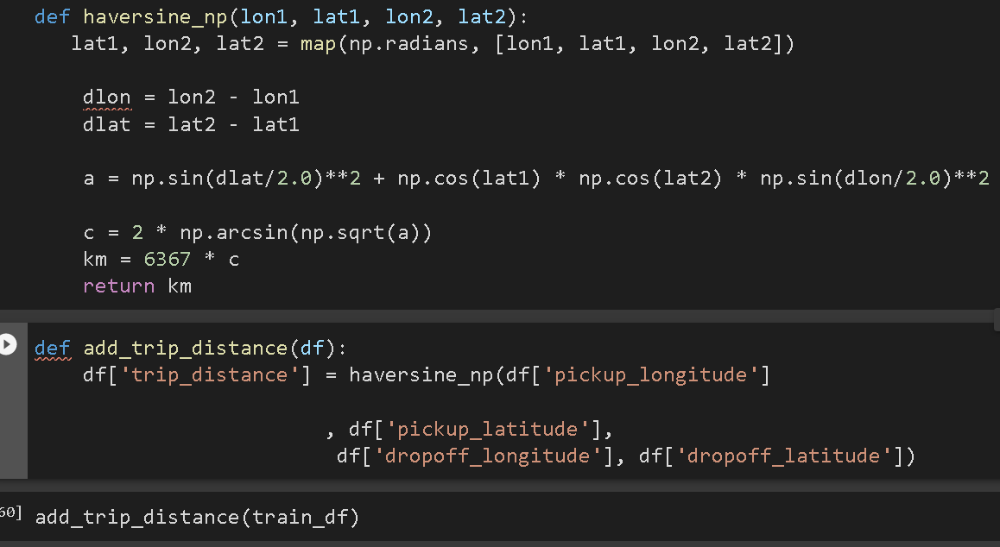 def haversine_np(lon1, lat1, lon2, lat2):
lat1, lon2, lat2 = map(np.radians, [lon1, lat1, lon2, lat2])
dlon = lon2 - lon1
dlat = lat2 - lat1
a = np.sin(dlat/2.0)**2 + np.cos(lat1) * np.cos(lat2) * np.sin(dlon/2.0)**2
c = 2 * np.arcsin(np.sqrt(a))
km = 6367 * c
return km
def add_trip_distance(df):
df['trip_distance'] = haversine_np(df['pickup_longitude']
, df['pickup_latitude'],
df['dropoff_longitude'], df['dropoff_latitude'])
60] add_trip_distance(train_df)